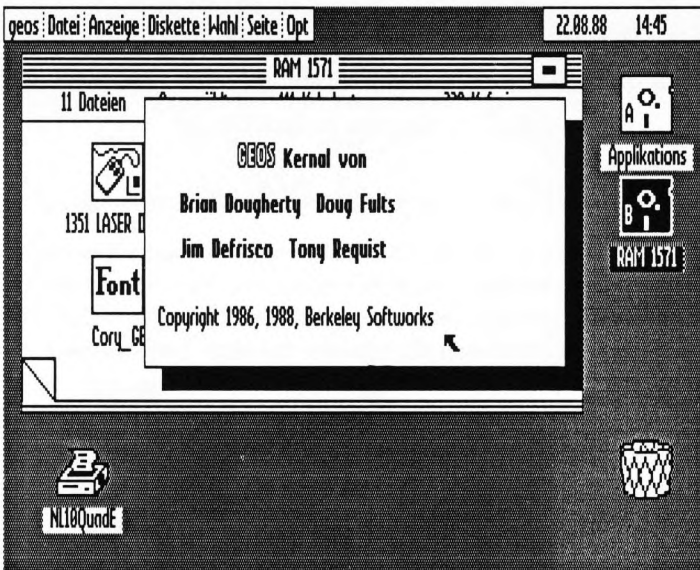 geos Datei Anzeige Diskette Wahl Seite Opt
22.08.88 14:45
RAM 1571
11 Dateien
GEOS Kernal von
Brian Dougherty Doug Fults
Jim Defrisco Tony Requist
Copyright 1986, 1988, Berkeley Softworks
1351 LASER D
Font
Cory_GE
A
Applikations
B
RAM 1571
NL10QuadE